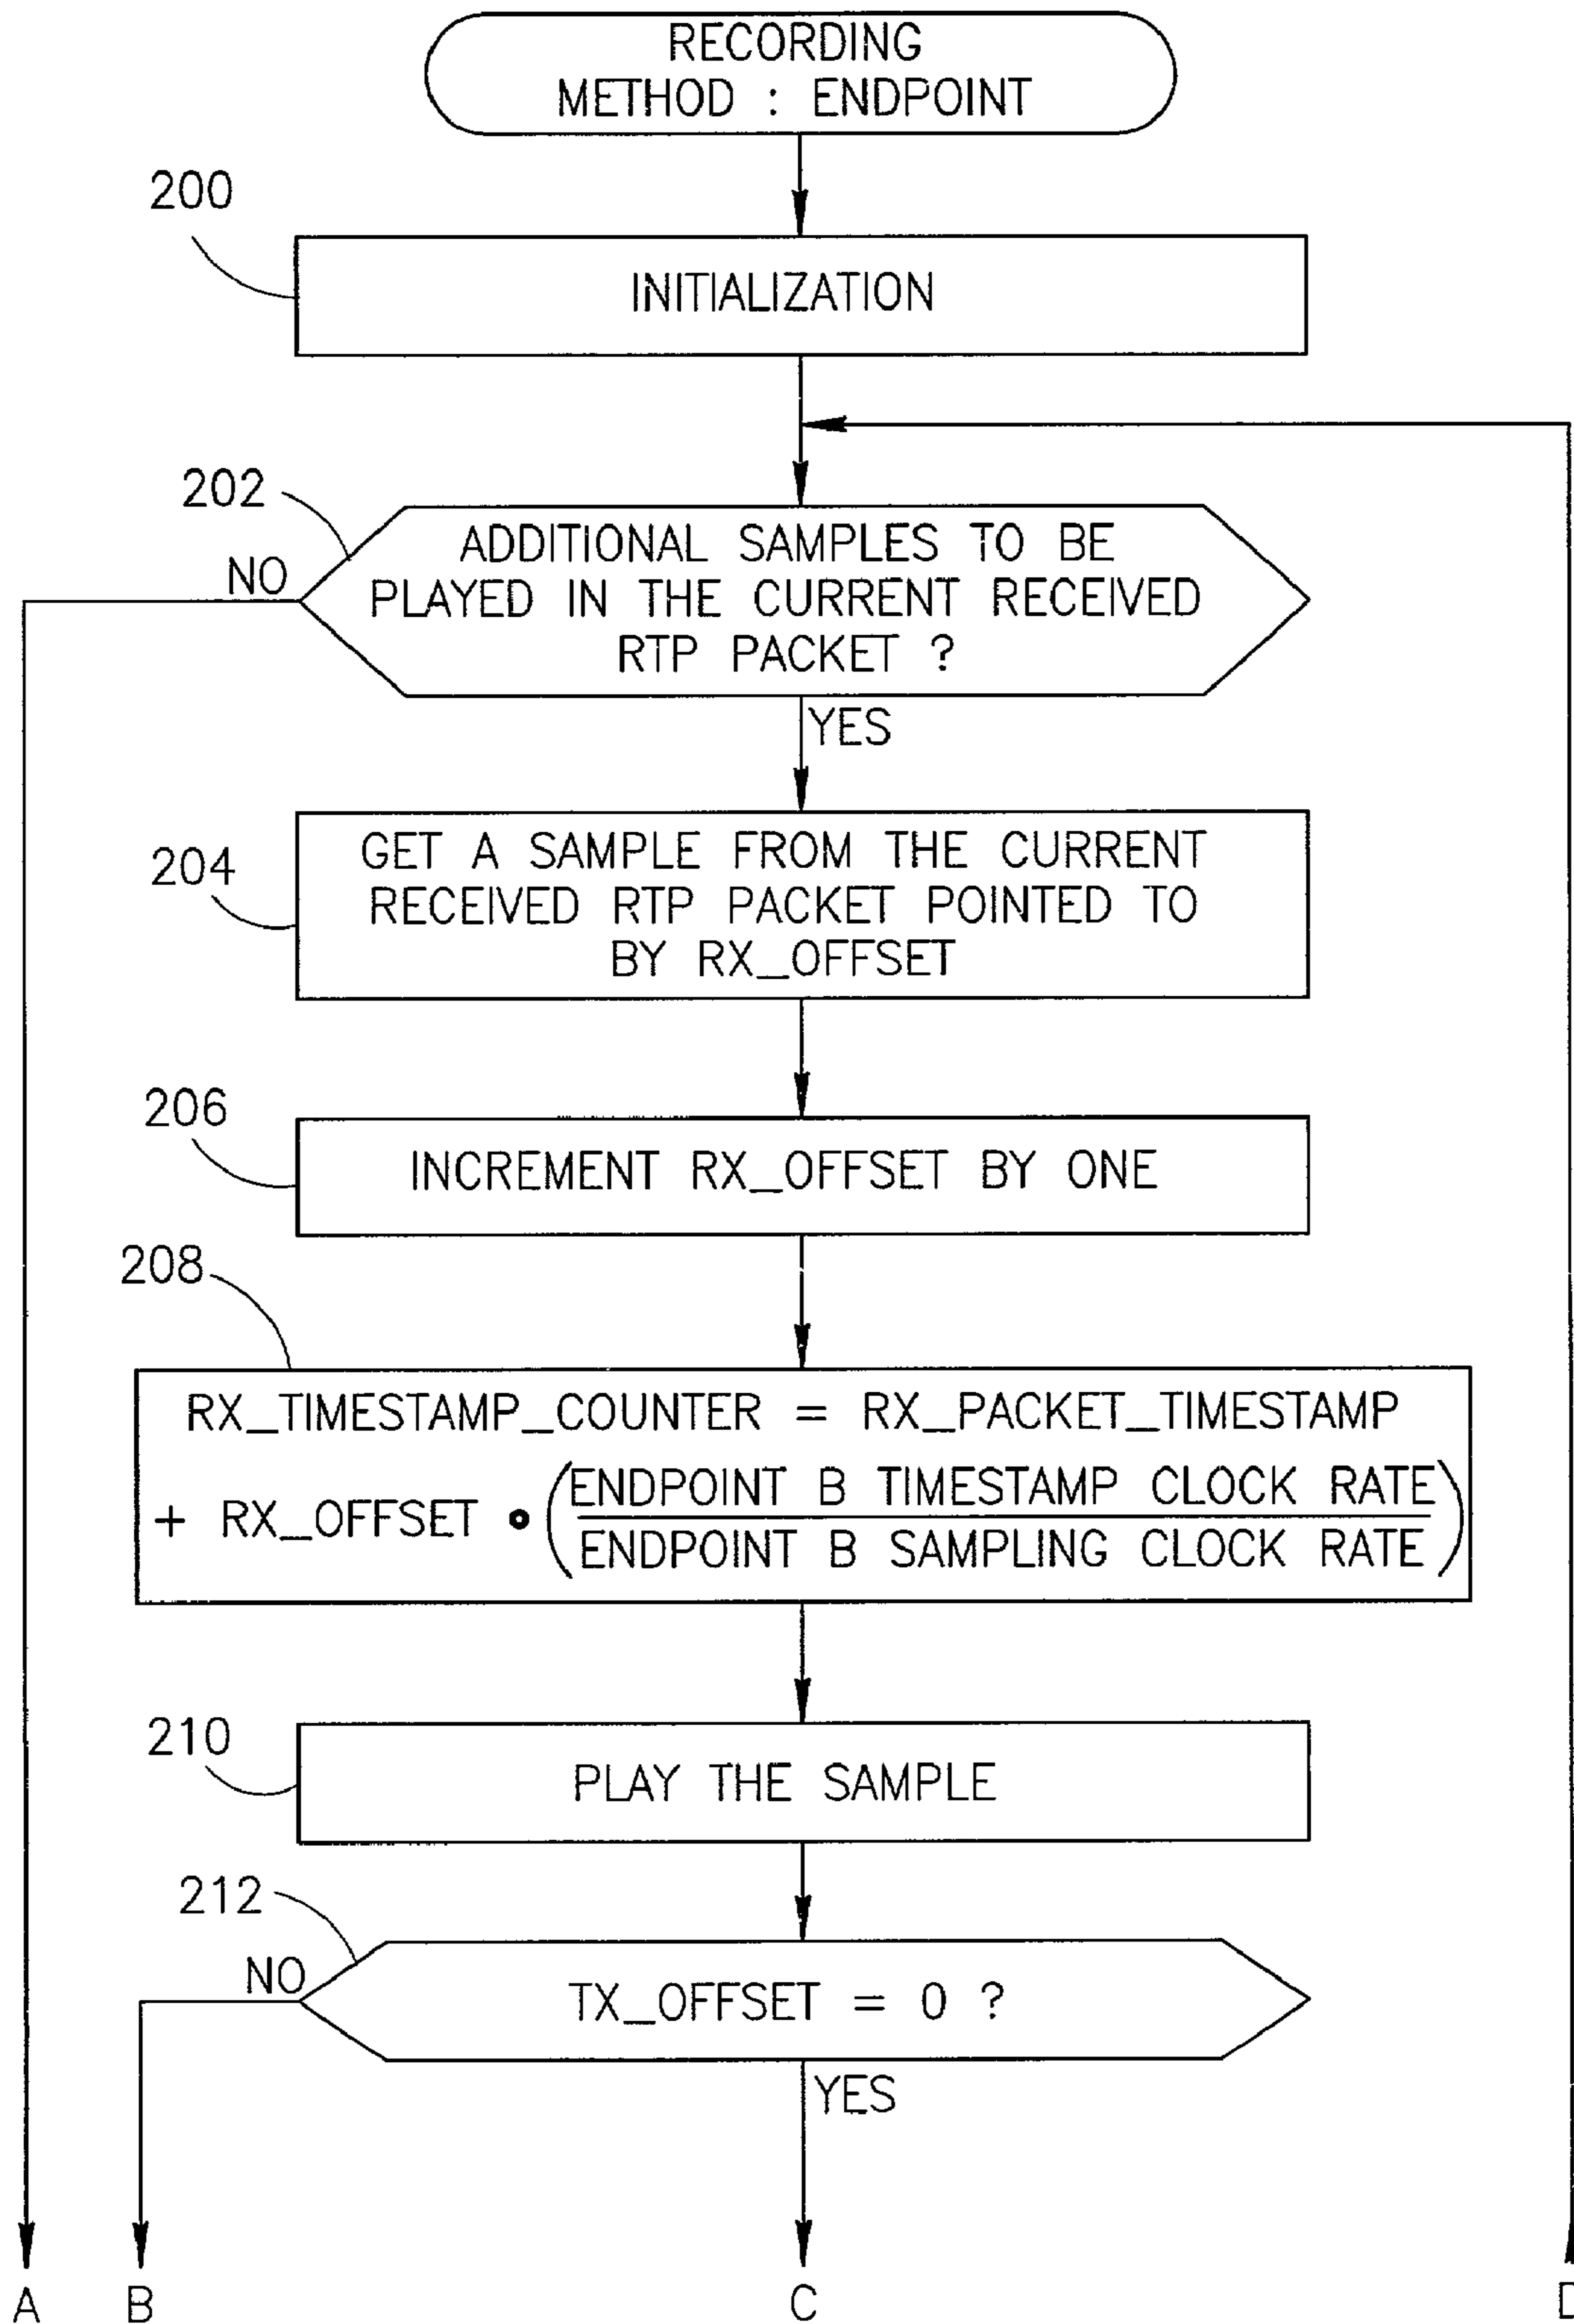 RECORDING
METHOD : ENDPOINT
200
INITIALIZATION
202
NO
ADDITIONAL SAMPLES TO BE
PLAYED IN THE CURRENT RECEIVED
RTP PACKET ?
YES
204
GET A SAMPLE FROM THE CURRENT
RECEIVED RTP PACKET POINTED TO
BY RX_OFFSET
206
INCREMENT RX_OFFSET BY ONE
208
RX_TIMESTAMP_COUNTER = RX_PACKET_TIMESTAMP
+ RX_OFFSET • (ENDPOINT B TIMESTAMP CLOCK RATE
ENDPOINT B SAMPLING CLOCK RATE)
210
PLAY THE SAMPLE
212
NO
TX_OFFSET = 0 ?
YES
A B C D